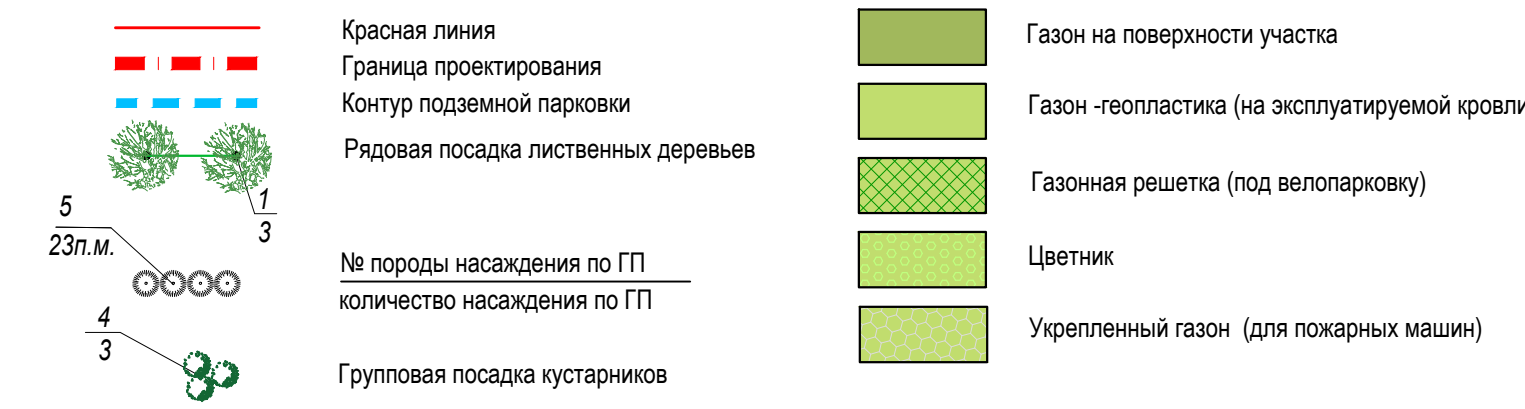 Красная линия
Граница проектирования
Контур подземной парковки
Рядовая посадка лиственных деревьев
1
3
5
23п.м.
№ породы насаждения по ГП
количество насаждения по ГП
4
3
Групповая посадка кустарников
Газон на поверхности участка
Газон -геопластика (на эксплуатируемой кровли
Газонная решетка (под велопарковку)
Цветник
Укрепленный газон (для пожарных машин)